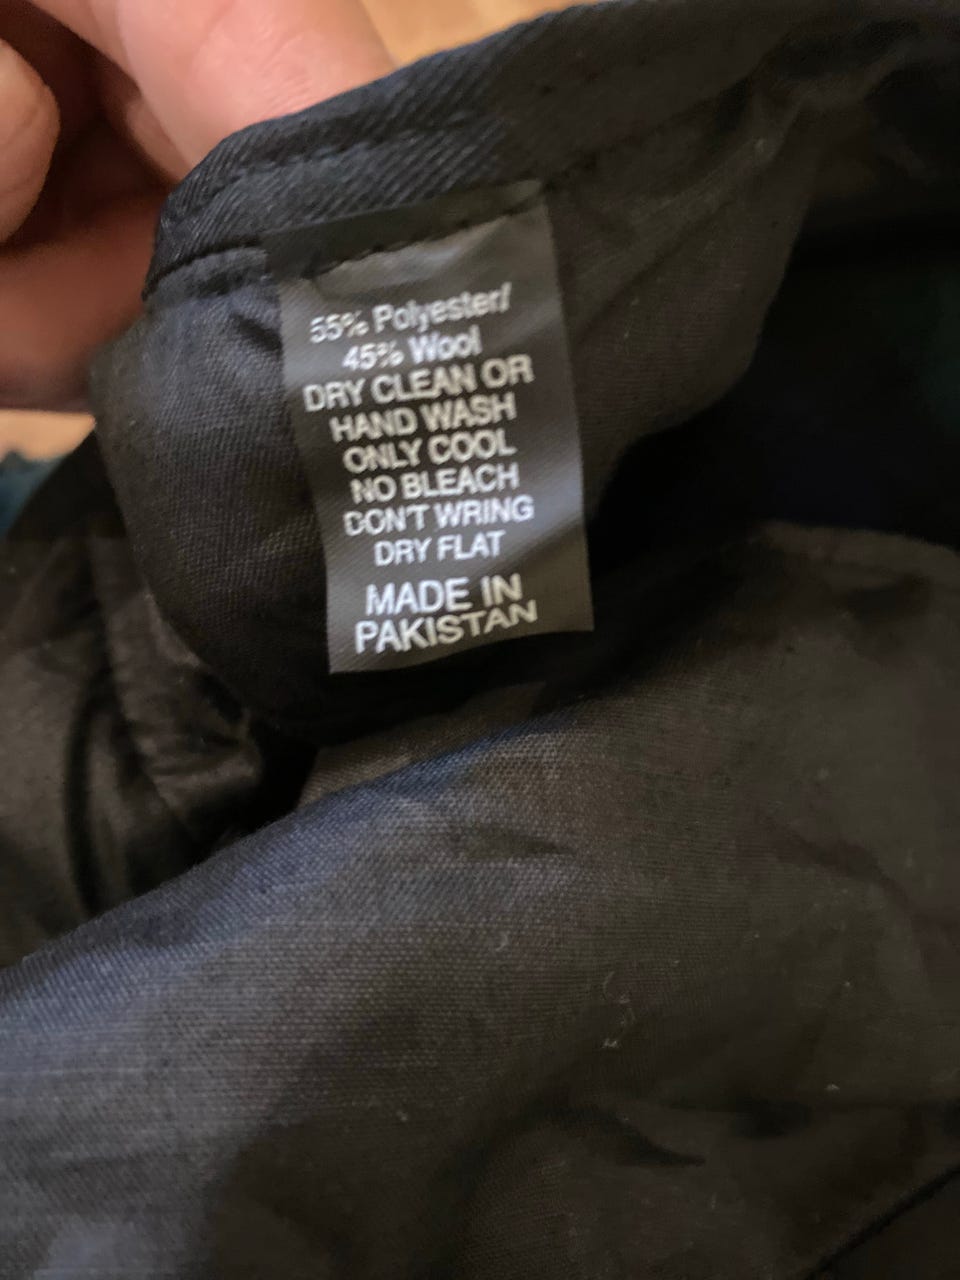 55% Polyester/
45% Wool
DRY CLEAN OR
HAND WASH
ONLY COOL
NO BLEACH
DON'T WRING
DRY FLAT
MADE IN
PAKISTAN